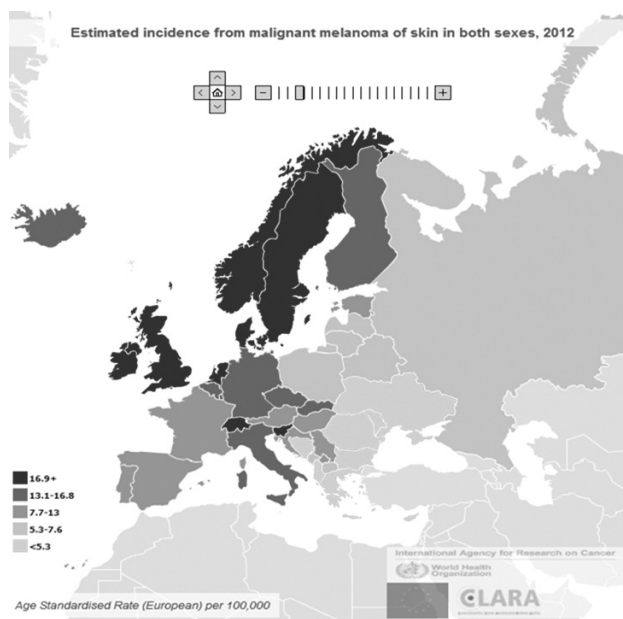 Estimated incidence from malignant melanoma of skin in both sexes, 2012
16.9+
13.1-16.8
7.7-13
5.3-7.6
<5.3
International Agency for Research on Cancer
World Health
Organization
CLARA
Age Standardised Rate (European) per 100,000